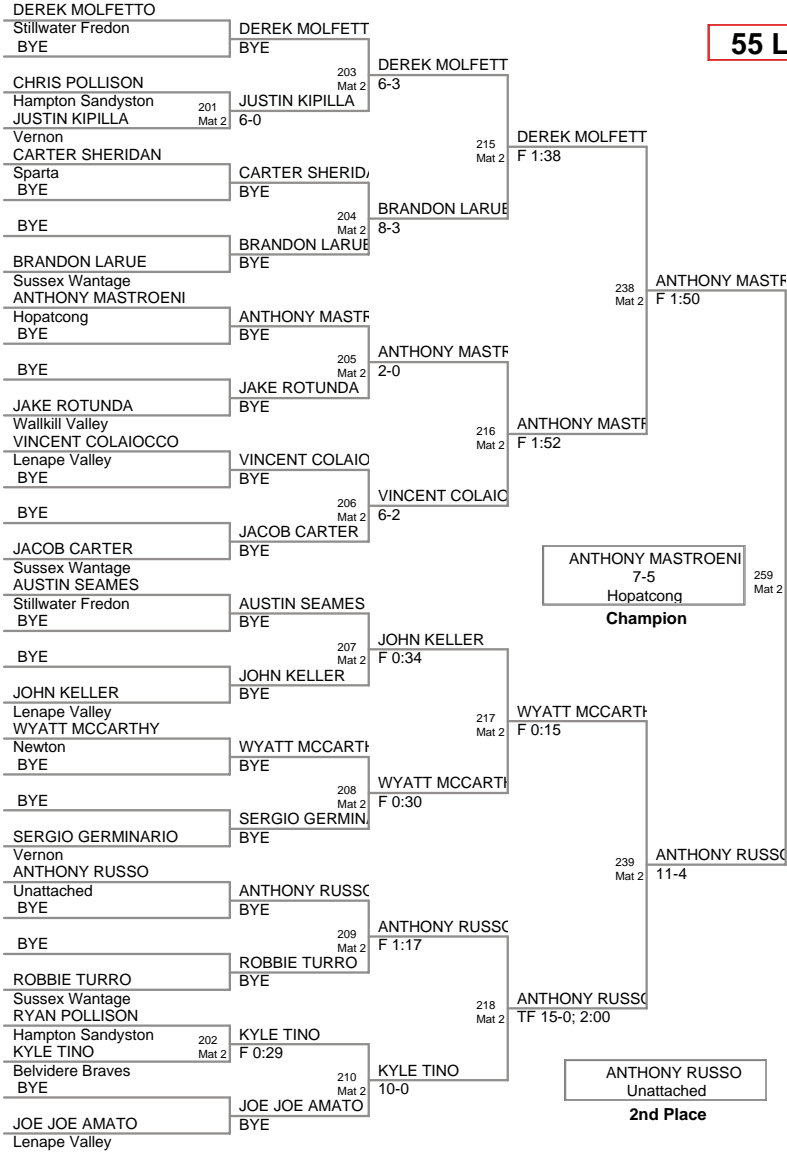 DEREK MOLFETTO
Stillwater Fredon
BYE
CHRIS POLLISON
Hampton Sandyston
JUSTIN KIPILLA
Vernon
CARTER SHERIDAN
Sparta
BYE
BYE
BRANDON LARUE
Sussex Wantage
ANTHONY MASTROENI
Hopatcong
BYE
BYE
JAKE ROTUNDA
Wallkill Valley
VINCENT COLAIOCCO
Lenape Valley
BYE
BYE
JACOB CARTER
Sussex Wantage
AUSTIN SEAMES
Stillwater Fredon
BYE
BYE
JOHN KELLER
Lenape Valley
WYATT MCCARTHY
Newton
BYE
BYE
SERGIO GERMINARIO
Vernon
ANTHONY RUSSO
Unattached
BYE
BYE
ROBBIE TURRO
Sussex Wantage
RYAN POLLISON
Hampton Sandyston
KYLE TINO
Belvidere Braves
BYE
JOE JOE AMATO
Lenape Valley
201
Mat 2
202
Mat 2
DEREK MOLFETT
BYE
JUSTIN KIPILLA
6-0
CARTER SHERIDA
BYE
BRANDON LARUE
BYE
ANTHONY MASTR
BYE
JAKE ROTUNDA
BYE
VINCENT COLAIO
BYE
JACOB CARTER
BYE
AUSTIN SEAMES
BYE
JOHN KELLER
BYE
WYATT MCCARTH
BYE
SERGIO GERMINA
BYE
ANTHONY RUSSO
BYE
ROBBIE TURRO
BYE
KYLE TINO
F 0:29
JOE JOE AMATO
BYE
203
Mat 2
204
Mat 2
205
Mat 2
206
Mat 2
207
Mat 2
208
Mat 2
209
Mat 2
210
Mat 2
DEREK MOLFETT
6-3
BRANDON LARUE
8-3
ANTHONY MASTR
2-0
VINCENT COLAIC
6-2
JOHN KELLER
F 0:34
WYATT MCCARTH
F 0:30
ANTHONY RUSSO
F 1:17
KYLE TINO
10-0
215
Mat 2
216
Mat 2
217
Mat 2
218
Mat 2
DEREK MOLFETT
F 1:38
ANTHONY MASTR
F 1:52
WYATT MCCARTH
F 0:15
ANTHONY RUSSO
TF 15-0; 2:00
238
Mat 2
239
Mat 2
55 L
ANTHONY MASTR
F 1:50
ANTHONY RUSSO
11-4
259
Mat 2
ANTHONY MASTROENI
7-5
Hopatcong
Champion
ANTHONY RUSSO
Unattached
2nd Place